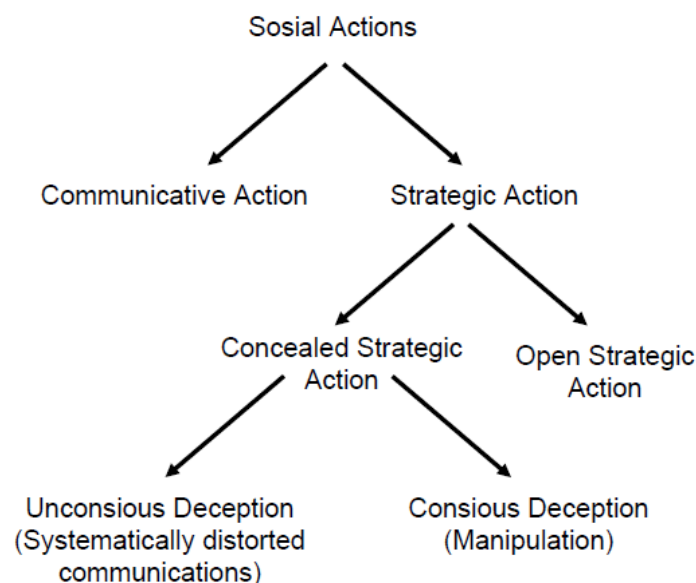 Sosial Actions
Communicative Action
Strategic Action
Concealed Strategic
Action
Open Strategic
Action
Unconsious Deception
(Systematically distorted
communications)
Consious Deception
(Manipulation)